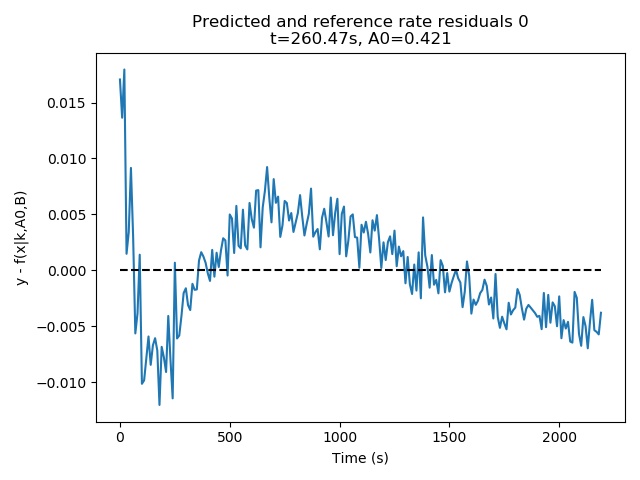 Predicted and reference rate residuals 0
t=260.47s, A0=0.421
y - f(x|k,A0,B)
0.015
0.010
0.005
0.000
−0.005
−0.010
0
500
1000
1500
2000
Time (s)